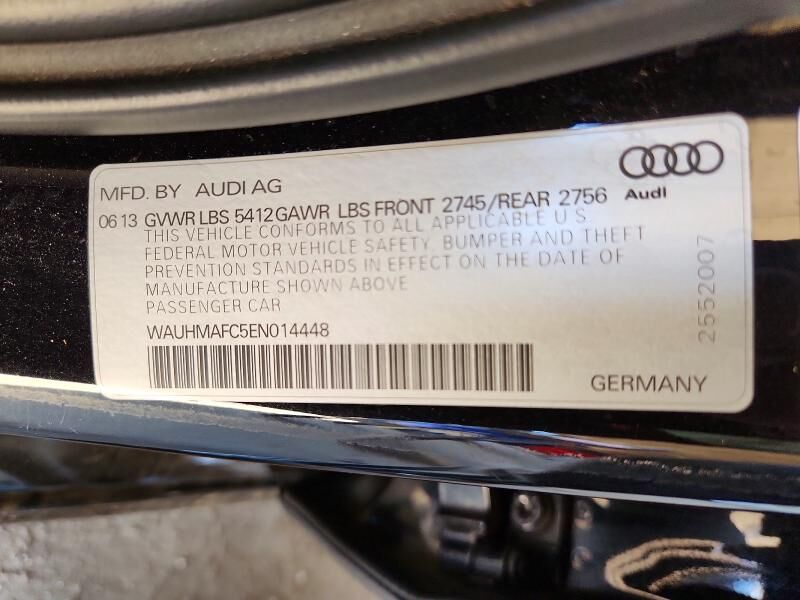 MFD. BY AUDI AG
Audi
0613 GVWR LBS 5412 GAWR LBS FRONT 2745/REAR 2756
THIS VEHICLE CONFORMS TO ALL APPLICABLE U S
FEDERAL MOTOR VEHICLE SAFETY, BUMPER AND THEFT
PREVENTION STANDARDS IN EFFECT ON THE DATE OF
MANUFACTURE SHOWN ABOVE
PASSENGER CAR
WAUHMAFC5EN014448
GERMANY
2552007